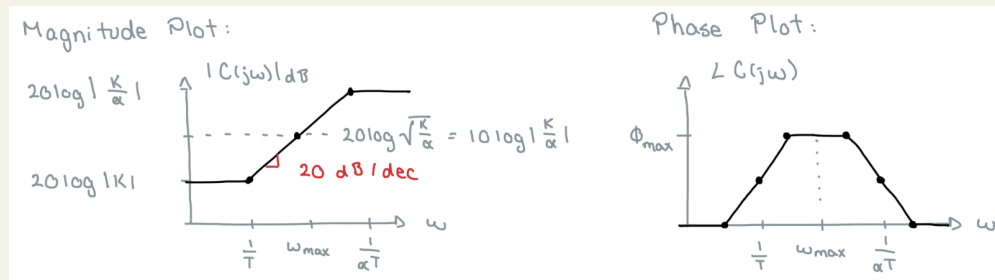 Magnitude Plot:
|C(jω)|dB
20log|K/α|
20log√K/α = 10log|K/α|
20 dB/dec
20log|K|
1/T
ωmax
1/αT
ω
Phase Plot:
∠C(jω)
Φmax
1/T
ωmax
1/αT
ω